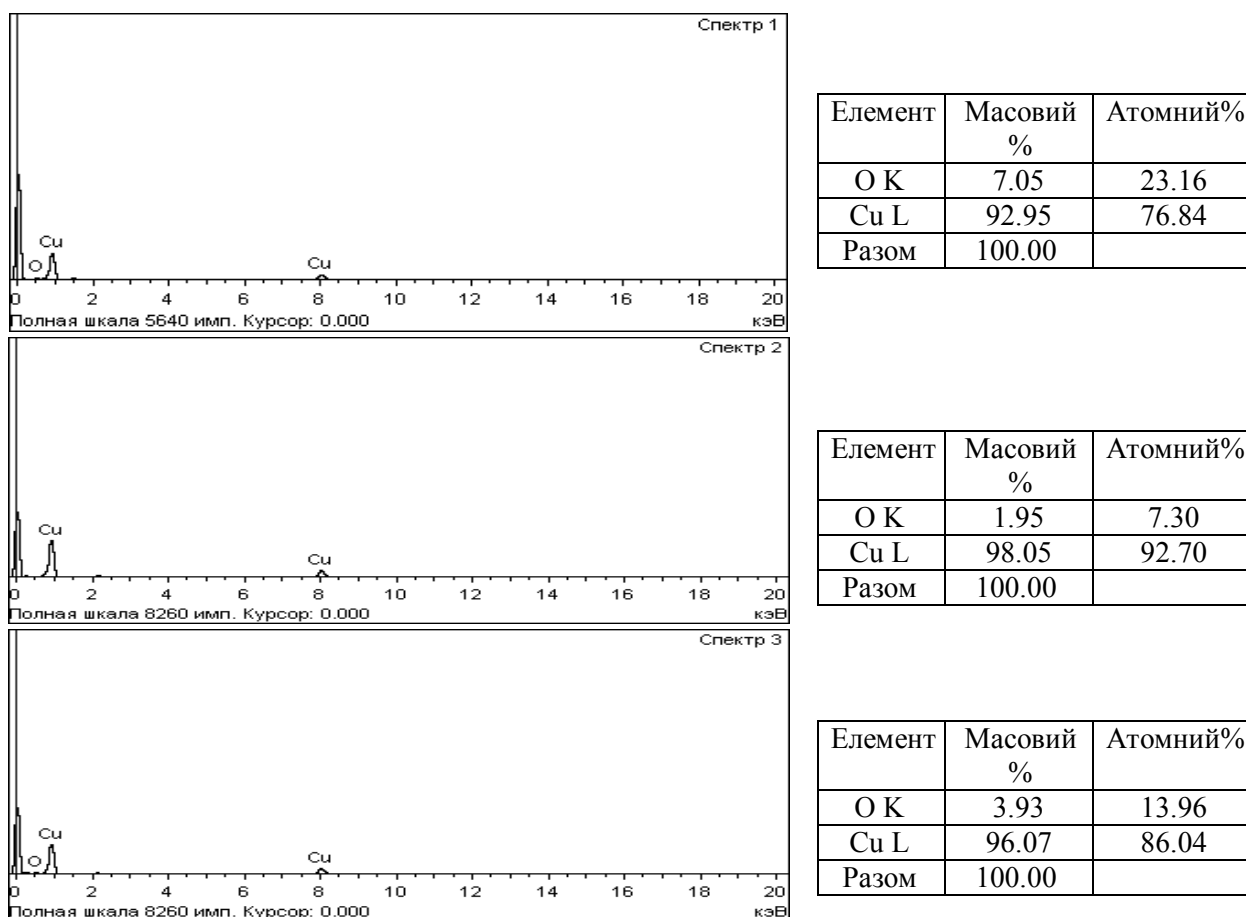 Спектр 1
Cu
O
Cu
0 2 4 6 8 10 12 14 16 18 20
Полная шкала 5640 имп. Курсор: 0.000 кэВ
Елемент Масовий % Атомний%
O K 7.05 23.16
Cu L 92.95 76.84
Разом 100.00
Спектр 2
Cu
Cu
0 2 4 6 8 10 12 14 16 18 20
Полная шкала 8260 имп. Курсор: 0.000 кэВ
Елемент Масовий % Атомний%
O K 1.95 7.30
Cu L 98.05 92.70
Разом 100.00
Спектр 3
Cu
O
Cu
0 2 4 6 8 10 12 14 16 18 20
Полная шкала 8260 имп. Курсор: 0.000 кэВ
Елемент Масовий % Атомний%
O K 3.93 13.96
Cu L 96.07 86.04
Разом 100.00